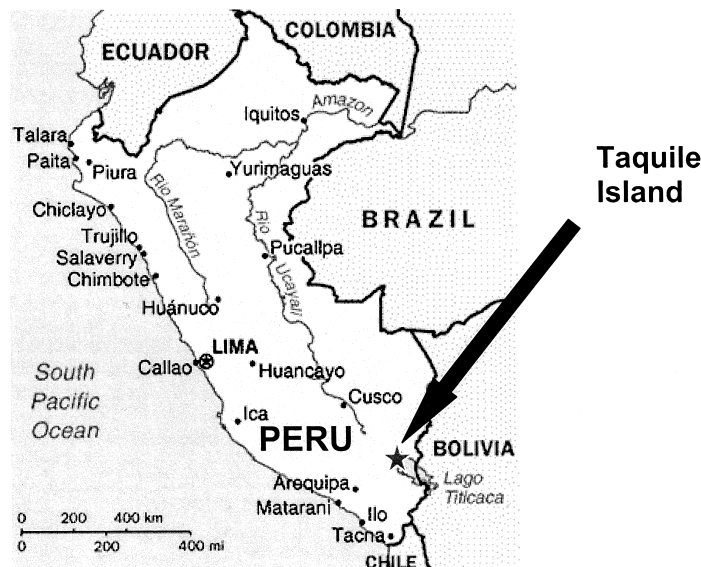 COLOMBIA
ECUADOR
Amazon
Iquitos
Talara
Paita
Piura
Yurimaguas
Taquile
Island
Río Marañón
Chiclayo
Río
Ucayali
BRAZIL
Trujillo
Salaverry
Chimbote
Pucallpa
Huánuco
LIMA
Callao
Huancayo
South
Pacific
Ocean
Cusco
Ica
PERU
BOLIVIA
Lago
Titicaca
Arequipa
Matarani
Ilo
Tacna
CHILE
0 200 400 km
0 200 400 mi